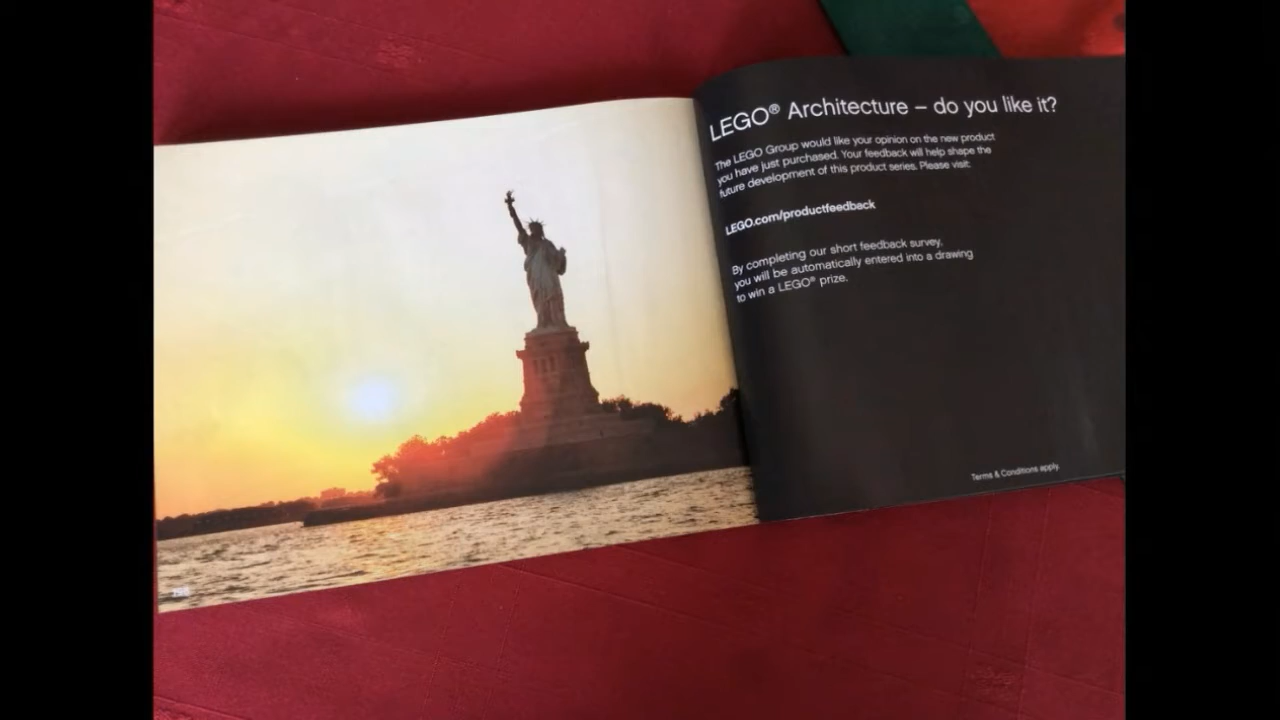 LEGO® Architecture – do you like it?
The LEGO Group would like your opinion on the new product
you have just purchased. Your feedback will help shape the
future development of this product series. Please visit:
LEGO.com/productfeedback
By completing our short feedback survey,
you will be automatically entered into a drawing
to win a LEGO® prize.
Terms & Conditions apply.